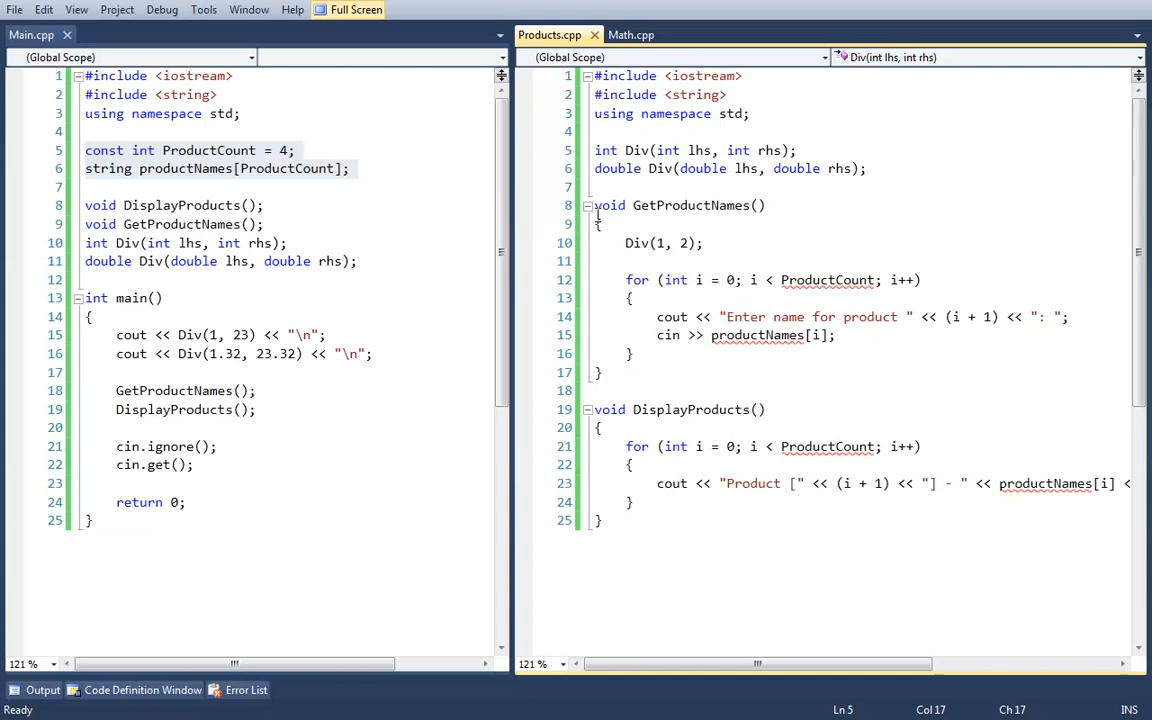 File Edit View Project Debug Tools Window Help Full Screen
Main.cpp
(Global Scope)
1 #include <iostream>
2 #include <string>
3 using namespace std;
4
5 const int ProductCount = 4;
6 string productNames[ProductCount];
7
8 void DisplayProducts();
9 void GetProductNames();
10 int Div(int lhs, int rhs);
11 double Div(double lhs, double rhs);
12
13 int main()
14 {
15 cout << Div(1, 23) << "\n";
16 cout << Div(1.32, 23.32) << "\n";
17
18 GetProductNames();
19 DisplayProducts();
20
21 cin.ignore();
22 cin.get();
23
24 return 0;
25 }
121 %
Products.cpp Math.cpp
(Global Scope) Div(int lhs, int rhs)
1 #include <iostream>
2 #include <string>
3 using namespace std;
4
5 int Div(int lhs, int rhs);
6 double Div(double lhs, double rhs);
7
8 void GetProductNames()
9 {
10 Div(1, 2);
11
12 for (int i = 0; i < ProductCount; i++)
13 {
14 cout << "Enter name for product " << (i + 1) << ": ";
15 cin >> productNames[i];
16 }
17 }
18
19 void DisplayProducts()
20 {
21 for (int i = 0; i < ProductCount; i++)
22 {
23 cout << "Product [" << (i + 1) << "] - " << productNames[i] <
24 }
25 }
121 %
Output Code Definition Window Error List
Ready Ln 5 Col 17 Ch 17 INS